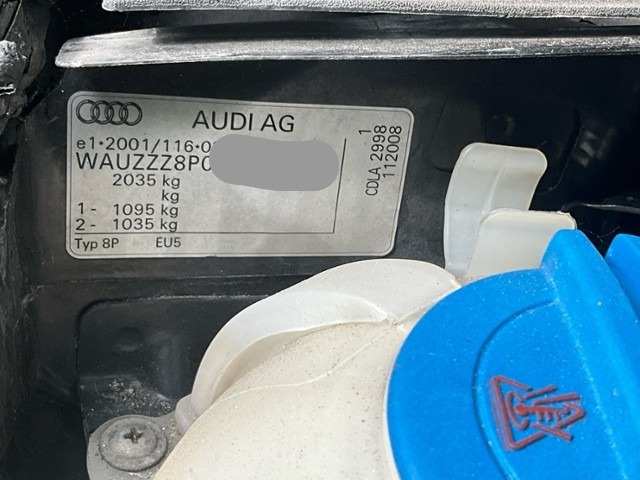 AUDI AG
e1*2001/116*0
WAUZZZ8P
2035 kg
kg
1 - 1095 kg
2 - 1035 kg
Typ 8P EU5
CDLA 2998 1
112008